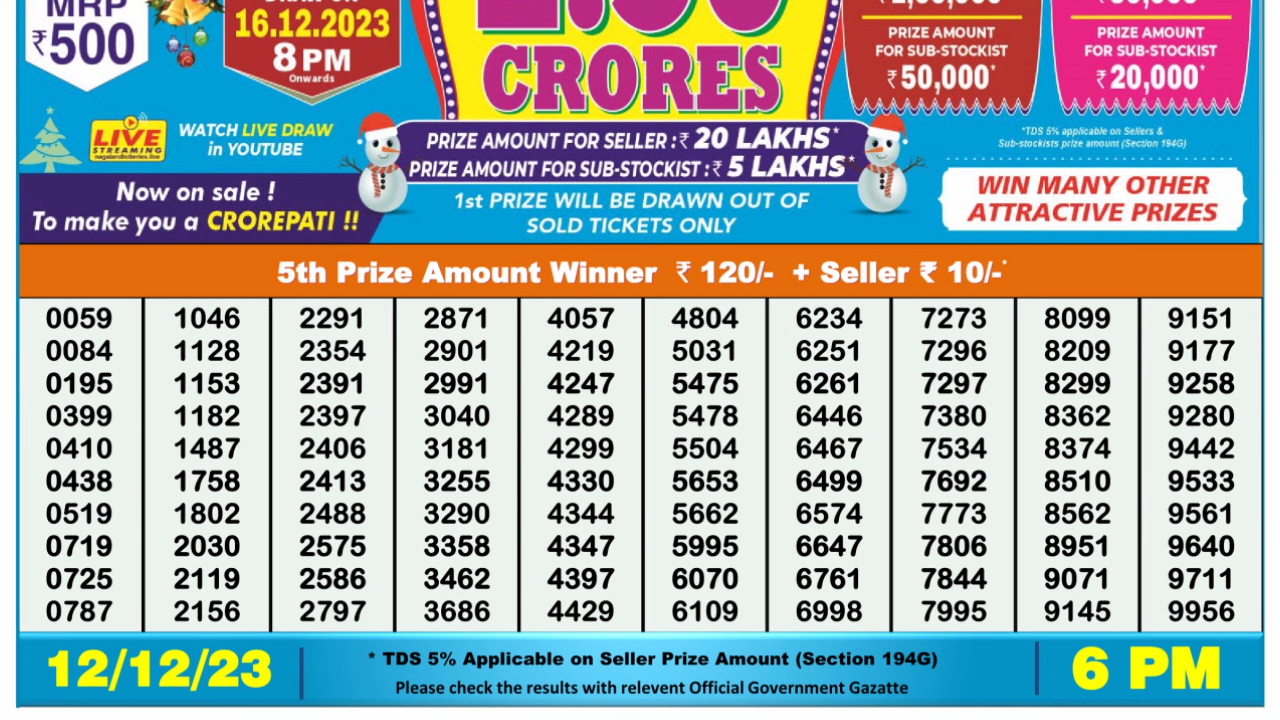 MRP
₹500
16.12.2023
8 PM
Onwards
CRORES
PRIZE AMOUNT
FOR SUB-STOCKIST
₹50,000*
PRIZE AMOUNT
FOR SUB-STOCKIST
₹20,000*
LIVE
STREAMING
nagalandlotteries.live
WATCH LIVE DRAW
in YOUTUBE
PRIZE AMOUNT FOR SELLER :₹ 20 LAKHS*
PRIZE AMOUNT FOR SUB-STOCKIST :₹ 5 LAKHS*
*TDS 5% applicable on Sellers &
Sub-stockists prize amount (Section 194G)
Now on sale !
To make you a CROREPATI !!
1st PRIZE WILL BE DRAWN OUT OF
SOLD TICKETS ONLY
WIN MANY OTHER
ATTRACTIVE PRIZES
5th Prize Amount Winner ₹ 120/- + Seller ₹ 10/-*
0059 1046 2291 2871 4057 4804 6234 7273 8099 9151
0084 1128 2354 2901 4219 5031 6251 7296 8209 9177
0195 1153 2391 2991 4247 5475 6261 7297 8299 9258
0399 1182 2397 3040 4289 5478 6446 7380 8362 9280
0410 1487 2406 3181 4299 5504 6467 7534 8374 9442
0438 1758 2413 3255 4330 5653 6499 7692 8510 9533
0519 1802 2488 3290 4344 5662 6574 7773 8562 9561
0719 2030 2575 3358 4347 5995 6647 7806 8951 9640
0725 2119 2586 3462 4397 6070 6761 7844 9071 9711
0787 2156 2797 3686 4429 6109 6998 7995 9145 9956
12/12/23
* TDS 5% Applicable on Seller Prize Amount (Section 194G)
Please check the results with relevent Official Government Gazatte
6 PM